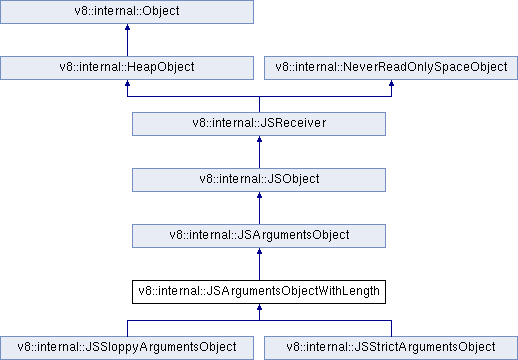 v8::internal::Object
v8::internal::HeapObject
v8::internal::NeverReadOnlySpaceObject
v8::internal::JSReceiver
v8::internal::JSObject
v8::internal::JSArgumentsObject
v8::internal::JSArgumentsObjectWithLength
v8::internal::JSSloppyArgumentsObject
v8::internal::JSStrictArgumentsObject